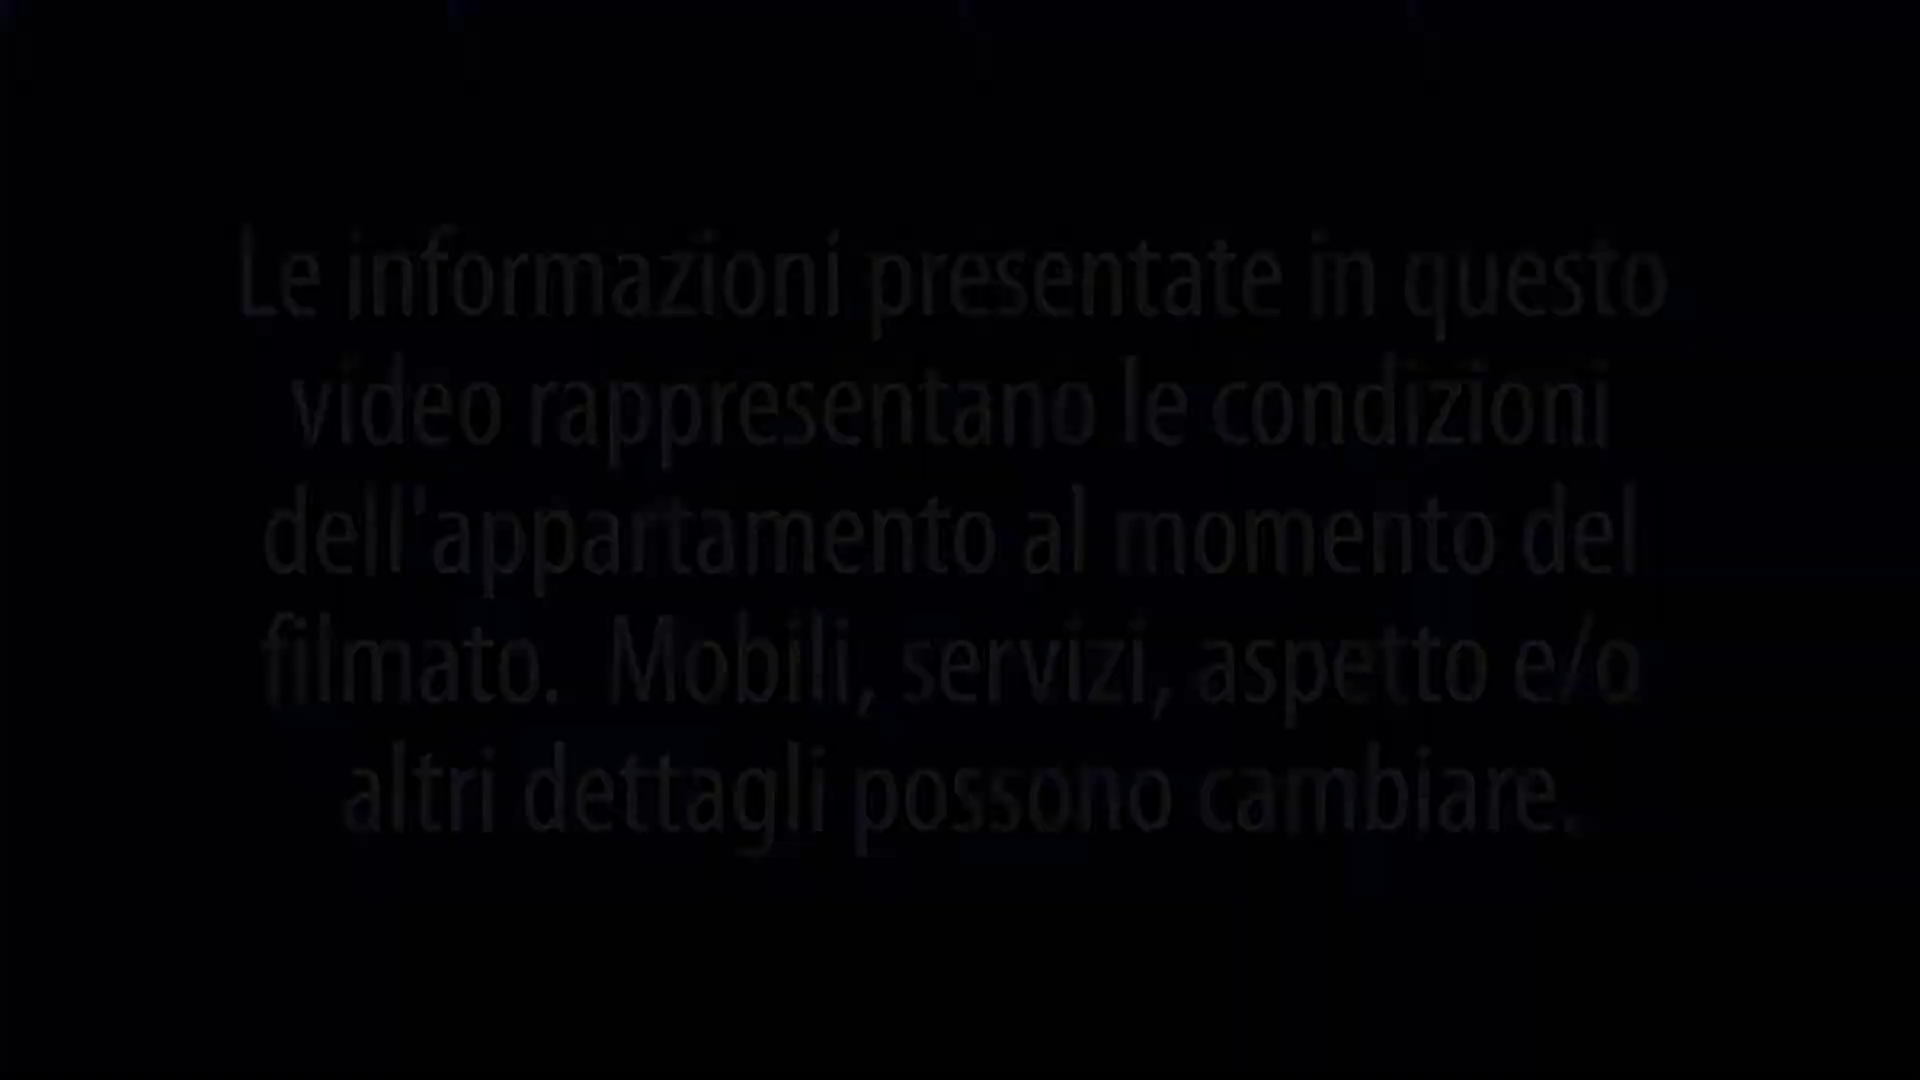 Le informazioni presentate in questo
video rappresentano le condizioni
dell'appartamento al momento del
filmato.  Mobili, servizi, aspetto e/o
altri dettagli possono cambiare.